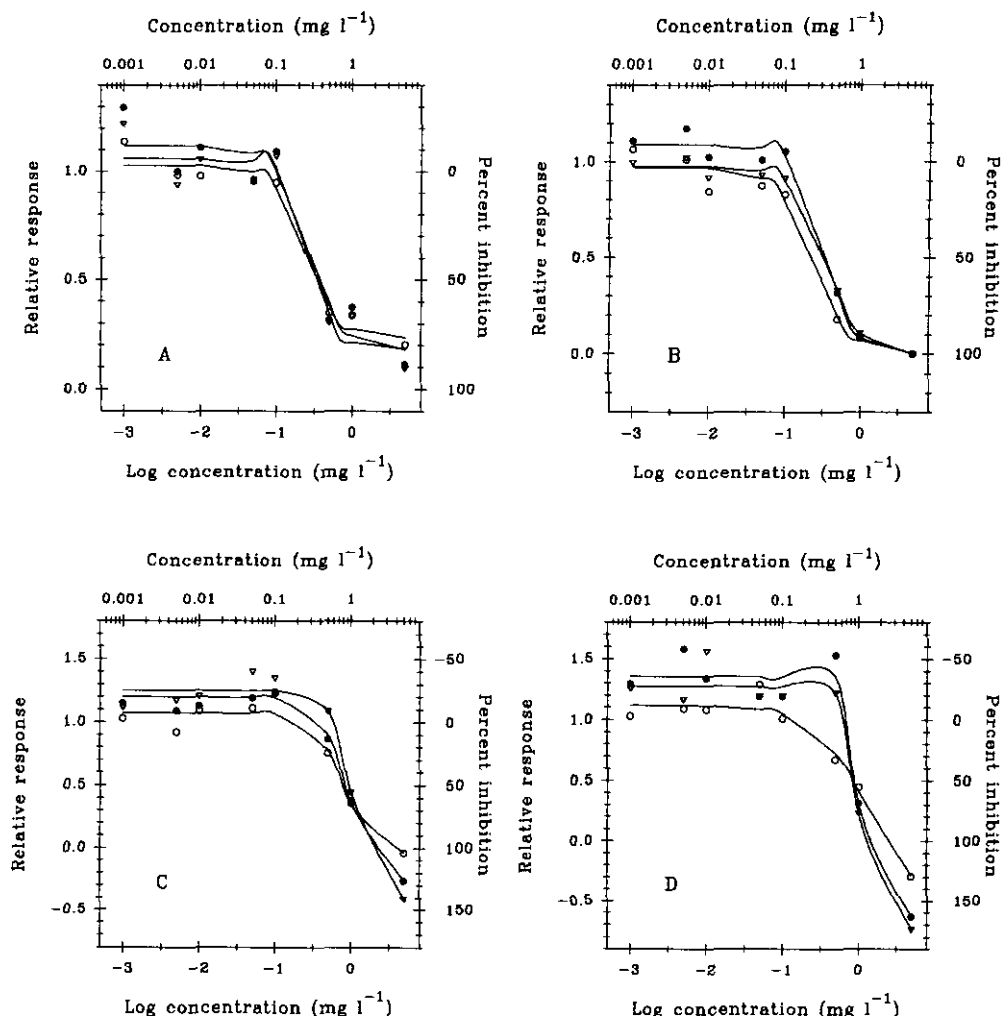 Concentration (mg l⁻¹)
0.001 0.01 0.1 1
Relative response
1.0
0.5
0.0
Percent inhibition
0
50
100
A
-3 -2 -1 0
Log concentration (mg l⁻¹)
Concentration (mg l⁻¹)
0.001 0.01 0.1 1
Relative response
1.0
0.5
0.0
Percent inhibition
0
50
100
B
-3 -2 -1 0
Log concentration (mg l⁻¹)
Concentration (mg l⁻¹)
0.001 0.01 0.1 1
Relative response
1.5
1.0
0.5
0.0
-0.5
Percent inhibition
-50
0
50
100
150
C
-3 -2 -1 0
Log concentration (mg l⁻¹)
Concentration (mg l⁻¹)
0.001 0.01 0.1 1
Relative response
1.5
1.0
0.5
0.0
-0.5
Percent inhibition
-50
0
50
100
150
D
-3 -2 -1 0
Log concentration (mg l⁻¹)